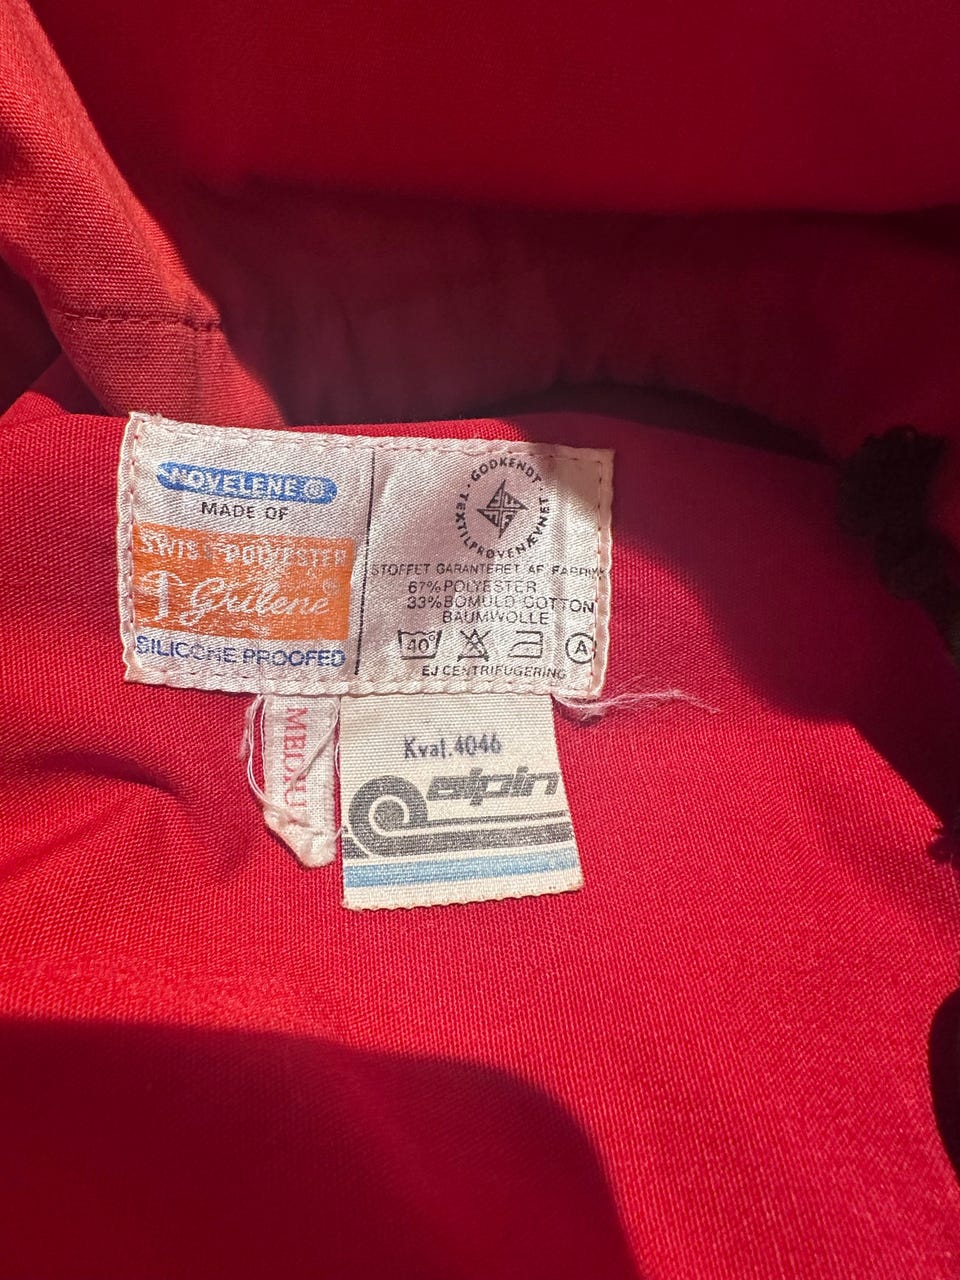 NOVELENE ®
MADE OF
SWISS POLYESTER
Grilene ®
SILICONE PROOFED
GODKENDT
TEXTILPRØVENÆVNET
STOFFET GARANTERET AF FABRIK
67% POLYESTER
33% BOMULD COTTON
BAUMWOLLE
40°
A
EJ CENTRIFUGERING
Kval.4046
alpin